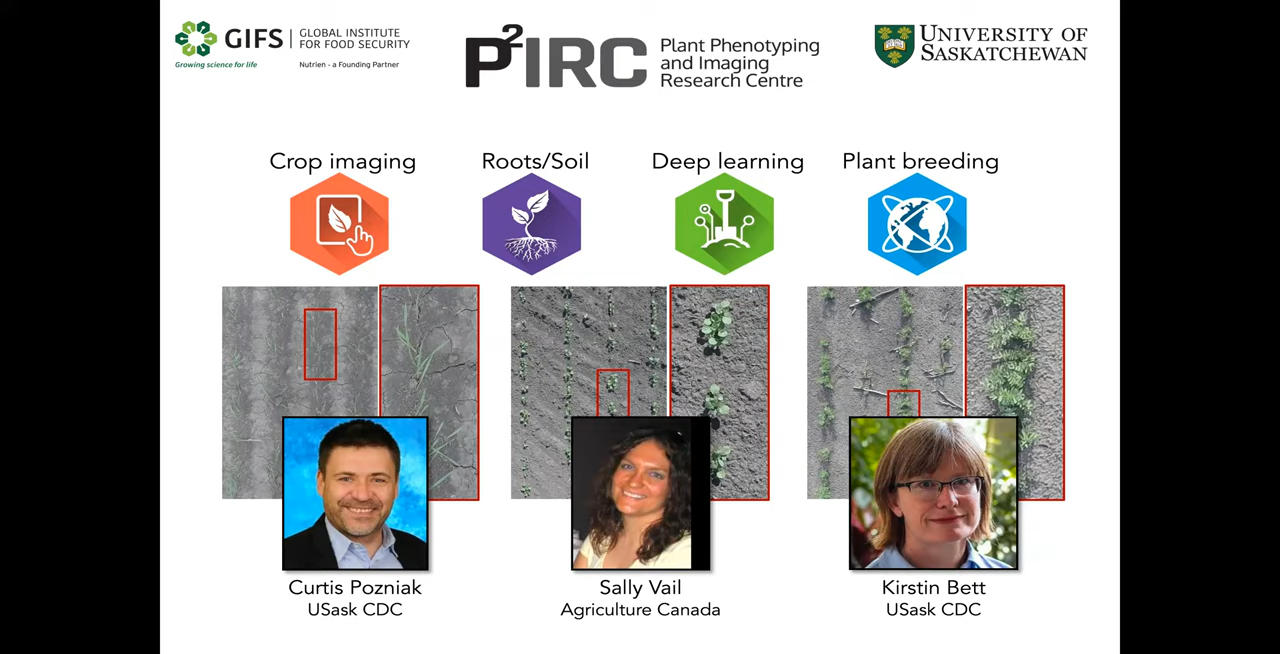 GIFS
GLOBAL INSTITUTE
FOR FOOD SECURITY
Growing science for life
Nutrien - a Founding Partner
P²IRC
Plant Phenotyping
and Imaging
Research Centre
UNIVERSITY OF
SASKATCHEWAN
Crop imaging
Roots/Soil
Deep learning
Plant breeding
Curtis Pozniak
USask CDC
Sally Vail
Agriculture Canada
Kirstin Bett
USask CDC